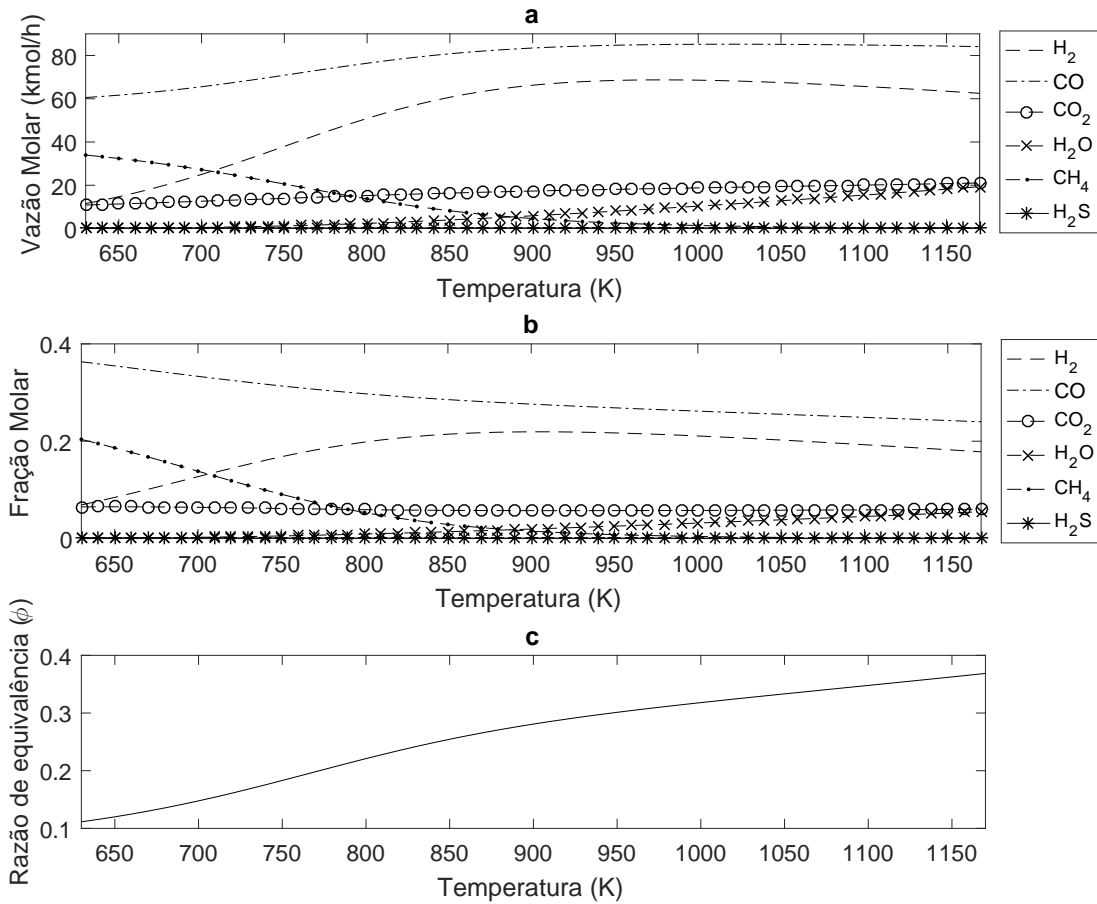 a
Vazão Molar (kmol/h)
80
60
40
20
0
650 700 750 800 850 900 950 1000 1050 1100 1150
Temperatura (K)
H2
CO
CO2
H2O
CH4
H2S
b
Fração Molar
0.4
0.2
0
650 700 750 800 850 900 950 1000 1050 1100 1150
Temperatura (K)
H2
CO
CO2
H2O
CH4
H2S
c
Razão de equivalência (ϕ)
0.4
0.3
0.2
0.1
650 700 750 800 850 900 950 1000 1050 1100 1150
Temperatura (K)